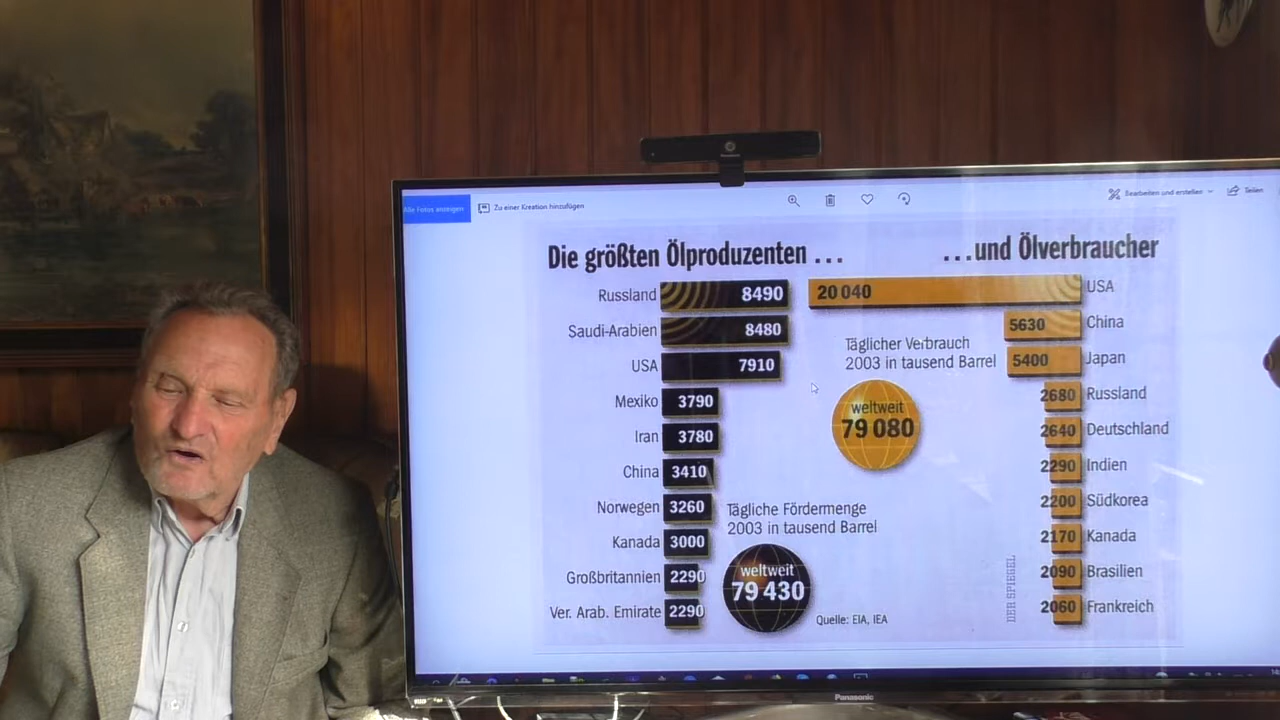 Alle Fotos anzeigen
Zu einer Kreation hinzufügen
Bearbeiten und erstellen
Teilen
Die größten Ölproduzenten ...
Russland 8490
Saudi-Arabien 8480
USA 7910
Mexiko 3790
Iran 3780
China 3410
Norwegen 3260
Kanada 3000
Großbritannien 2290
Ver. Arab. Emirate 2290
Tägliche Fördermenge
2003 in tausend Barrel
weltweit
79 430
Quelle: EIA, IEA
...und Ölverbraucher
20 040 USA
5630 China
5400 Japan
2680 Russland
2640 Deutschland
2290 Indien
2200 Südkorea
2170 Kanada
2090 Brasilien
2060 Frankreich
Täglicher Verbrauch
2003 in tausend Barrel
weltweit
79 080
DER SPIEGEL
Panasonic